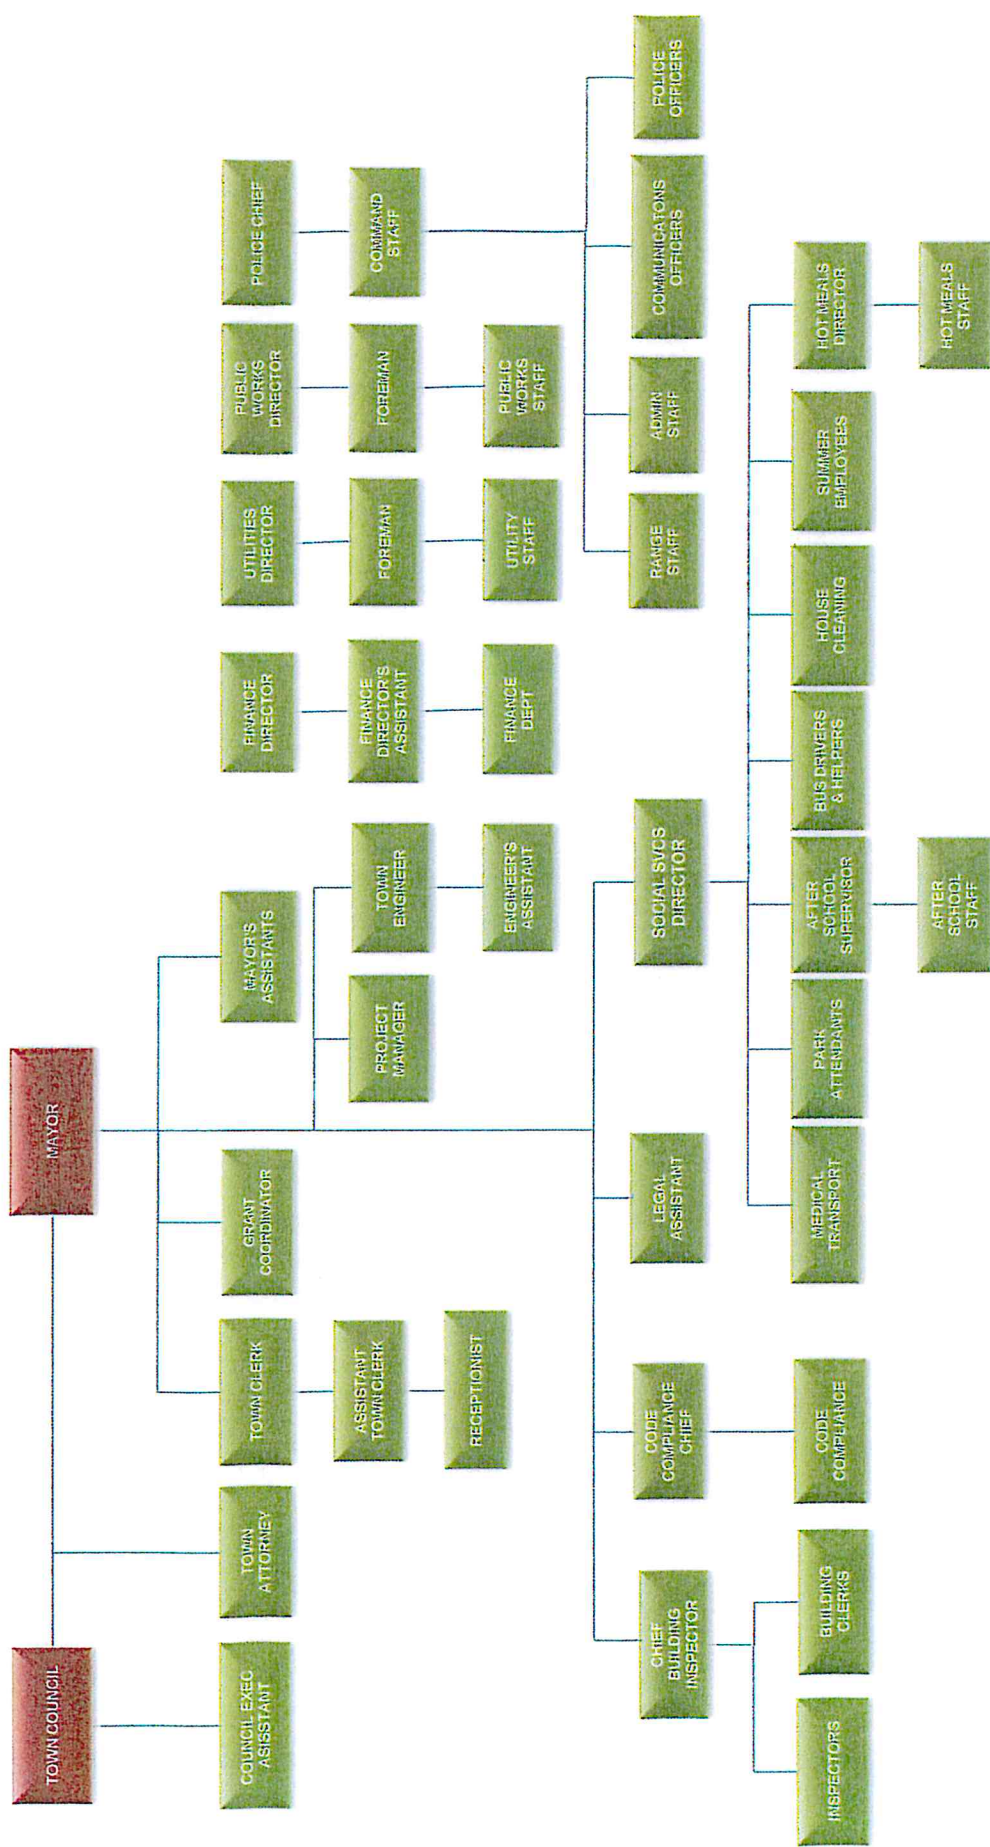 TOWN COUNCIL
MAYOR
COUNCIL EXEC
ASISTANT
TOWN
ATTORNEY
TOWN CLERK
GRANT
COORDINATOR
MAYOR'S
ASSISTANTS
FINANCE
DIRECTOR
UTILITIES
DIRECTOR
PUBLIC
WORKS
DIRECTOR
POLICE CHIEF
ASSISTANT
TOWN CLERK
PROJECT
MANAGER
TOWN
ENGINEER
FINANCE
DIRECTOR'S
ASSISTANT
FOREMAN
FOREMAN
COMMAND
STAFF
RECEPTIONIST
ENGINEER'S
ASSISTANT
FINANCE
DEPT
UTILITY
STAFF
PUBLIC
WORKS
STAFF
CHIEF
BUILDING
INSPECTOR
CODE
COMPLIANCE
CHIEF
LEGAL
ASSISTANT
SOCIAL SVCS
DIRECTOR
RANGE
STAFF
ADMIN
STAFF
COMMUNICATONS
OFFICERS
POLICE
OFFICERS
INSPECTORS
BUILDING
CLERKS
CODE
COMPLIANCE
MEDICAL
TRANSPORT
PARK
ATTENDANTS
AFTER
SCHOOL
SUPERVISOR
BUS DRIVERS
& HELPERS
HOUSE
CLEANING
SUMMER
EMPLOYEES
HOT MEALS
DIRECTOR
AFTER
SCHOOL
STAFF
HOT MEALS
STAFF